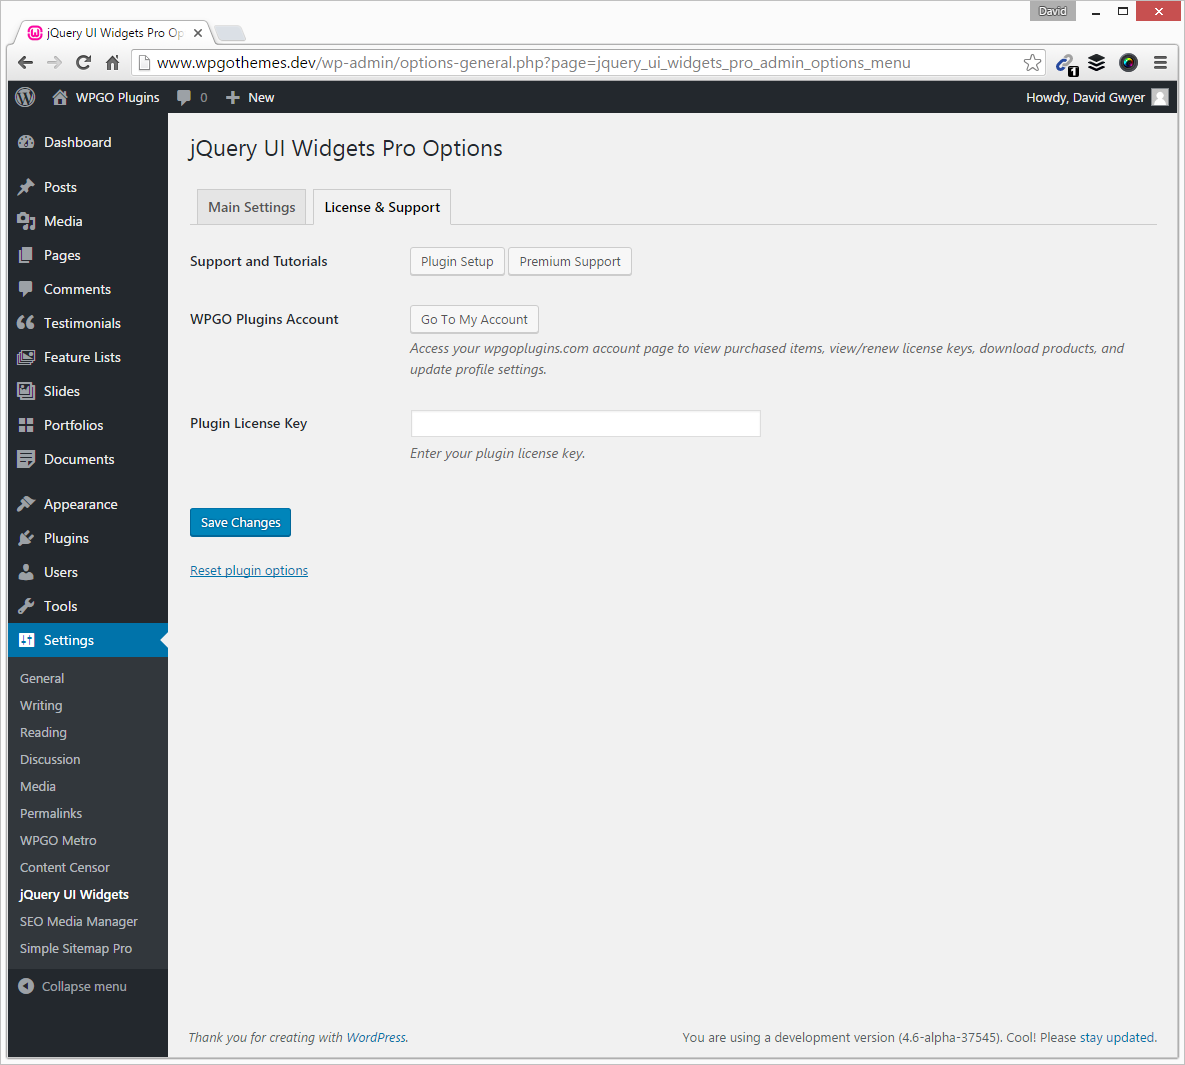 David
jQuery UI Widgets Pro Op
www.wpgothemes.dev/wp-admin/options-general.php?page=jquery_ui_widgets_pro_admin_options_menu
1
WPGO Plugins 0 New Howdy, David Gwyer
Dashboard
Posts
Media
Pages
Comments
Testimonials
Feature Lists
Slides
Portfolios
Documents
Appearance
Plugins
Users
Tools
Settings
General
Writing
Reading
Discussion
Media
Permalinks
WPGO Metro
Content Censor
jQuery UI Widgets
SEO Media Manager
Simple Sitemap Pro
Collapse menu
jQuery UI Widgets Pro Options
Main Settings License & Support
Support and Tutorials Plugin Setup Premium Support
WPGO Plugins Account Go To My Account
Access your wpgoplugins.com account page to view purchased items, view/renew license keys, download products, and
update profile settings.
Plugin License Key
Enter your plugin license key.
Save Changes
Reset plugin options
Thank you for creating with WordPress. You are using a development version (4.6-alpha-37545). Cool! Please stay updated.